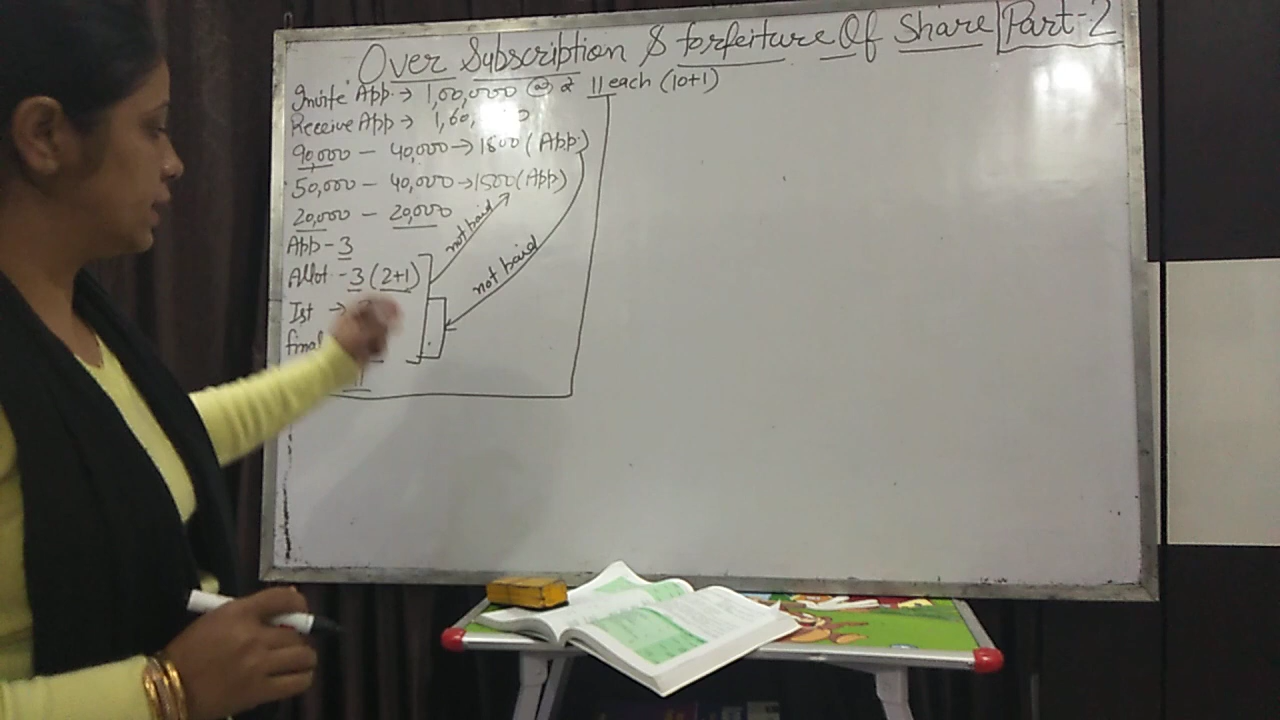 Over Subscription & forfeiture Of Share Part-2
Invite App. → 1,00,000 @ ₹ 11 each (10+1)
Receive App → 1,60,
90,000 - 40,000 → 1800 (App.)
50,000 - 40,000 → 1500 (App)
20,000 - 20,000
App - 3
Allot - 3 (2+1)
Ist →
final
not paid
not paid